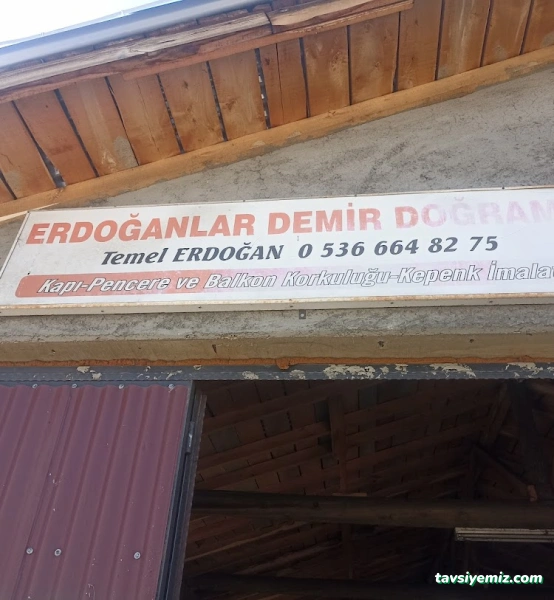 ERDOĞANLAR DEMİR DOĞRAM
Temel ERDOĞAN 0 536 664 82 75
Kapı-Pencere ve Balkon Korkuluğu-Kepenk İmala
tavsiyemiz.com